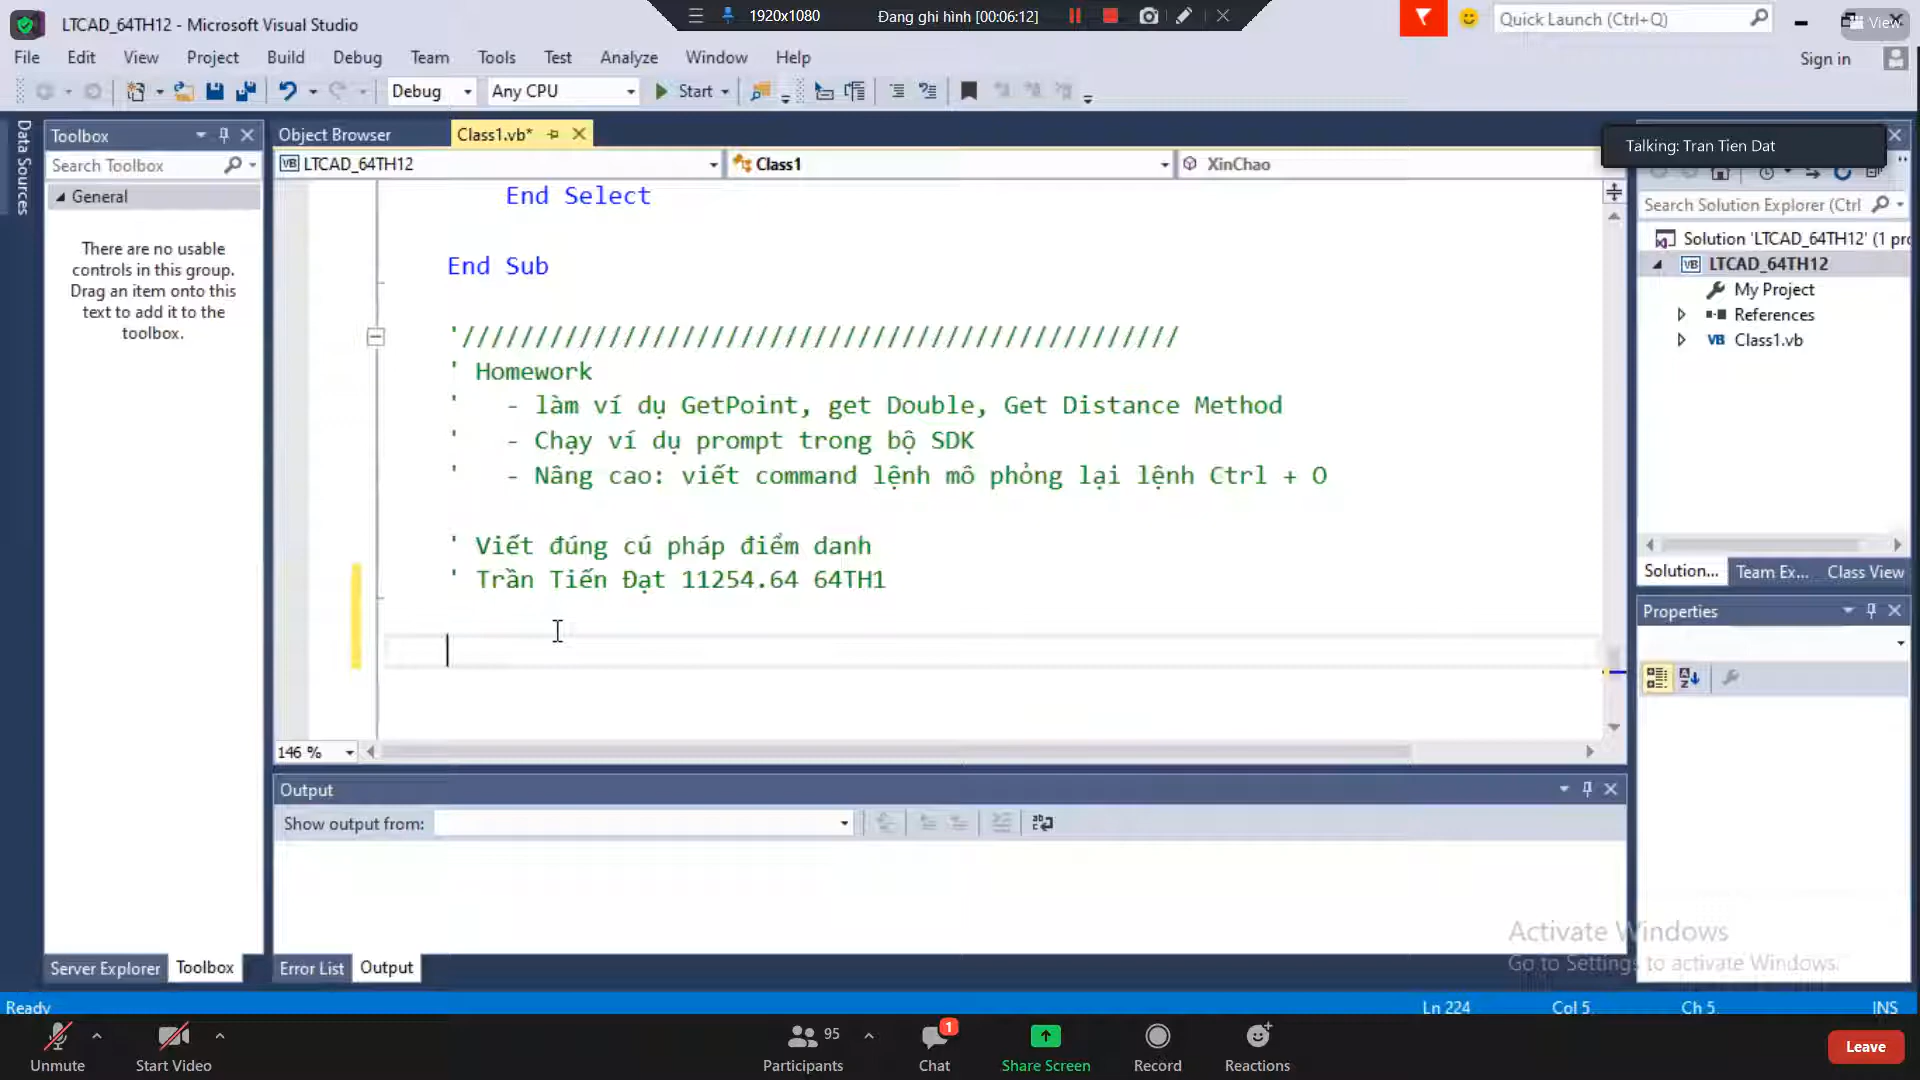 LTCAD_64TH12 - Microsoft Visual Studio
1920x1080
Đang ghi hình [00:06:12]
Quick Launch (Ctrl+Q)
View
File Edit View Project Build Debug Team Tools Test Analyze Window Help
Sign in
Debug Any CPU Start
Data Sources
Toolbox
Search Toolbox
General
There are no usable
controls in this group.
Drag an item onto this
text to add it to the
toolbox.
Object Browser Class1.vb*
LTCAD_64TH12 Class1 XinChao
Talking: Tran Tien Dat
End Select
End Sub
'/////////////////////////////////////////////////
' Homework
' - làm ví dụ GetPoint, get Double, Get Distance Method
' - Chạy ví dụ prompt trong bộ SDK
' - Nâng cao: viết command lệnh mô phỏng lại lệnh Ctrl + O
' Viết đúng cú pháp điểm danh
' Trần Tiến Đạt 11254.64 64TH1
146 %
Search Solution Explorer (Ctrl
Solution 'LTCAD_64TH12' (1 pro
LTCAD_64TH12
My Project
References
Class1.vb
Solution... Team Ex... Class View
Properties
Output
Show output from:
Server Explorer Toolbox Error List Output
Activate Windows
Go to Settings to activate Windows.
Ready Ln 224 Col 5 Ch 5 INS
Unmute
Start Video
95
Participants
1
Chat
Share Screen
Record
Reactions
Leave